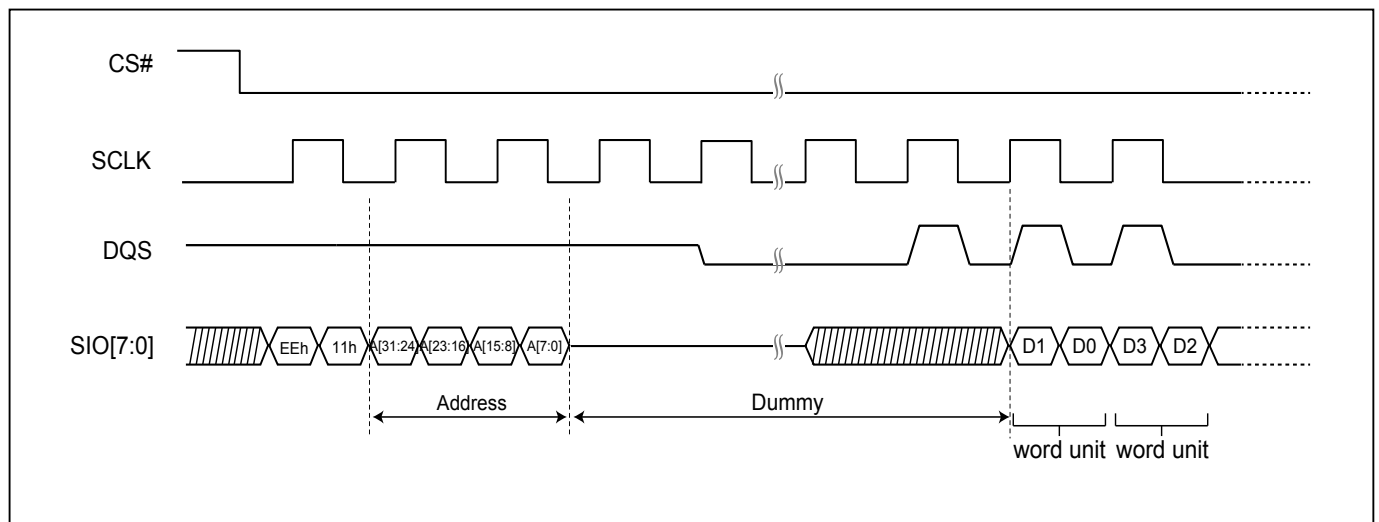 CS#
SCLK
DQS
SIO[7:0]
EEh 11h A[31:24] A[23:16] A[15:8] A[7:0] D1 D0 D3 D2
Address Dummy
word unit word unit